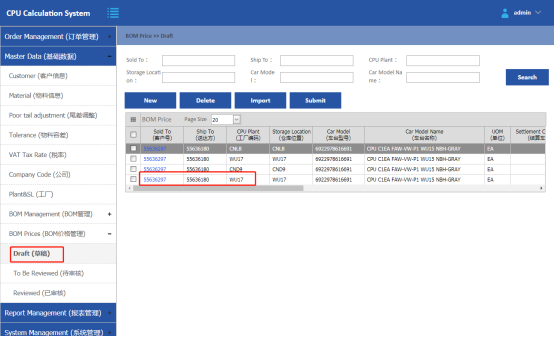 CPU Calculation System
admin
Order Management (订单管理)
Master Data (基础数据)
Customer (客户信息)
Material (物料信息)
Poor tail adjustment (尾差调整)
Tolerance (物料容差)
VAT Tax Rate (税率)
Company Code (公司)
Plant&SL (工厂)
BOM Management (BOM管理) +
BOM Prices (BOM价格管理) -
Draft (草稿)
To Be Reviewed (待审核)
Reviewed (已审核)
Report Management (报表管理)
System Management (系统管理)
BOM Price >> Draft
Sold To : Ship To : CPU Plant :
Storage Locati on : Car Mode l : Car Model Na me : Search
New Delete Import Submit
BOM Price Page Size 20
Sold To (客户号) Ship To (送达方) CPU Plant (工厂编码) Storage Location (仓库位置) Car Model (车台型号) Car Model Name (车台名称) UOM (单位) Settlement C (结算车
55636297 55636180 CNL8 CNL8 6922978616691 CPU C1EA FAW-VW-P1 WU15 NBH-GRAY EA
55636297 55636180 WU17 WU17 6922978616691 CPU C1EA FAW-VW-P1 WU15 NBH-GRAY EA
55636297 55636180 CND9 CND9 6922978616691 CPU C1EA FAW-VW-P1 WU15 NBH-GRAY EA
55636297 55636180 WU17 WU17 6922978616691 CPU C1EA FAW-VW-P1 WU15 NBH-GRAY EA